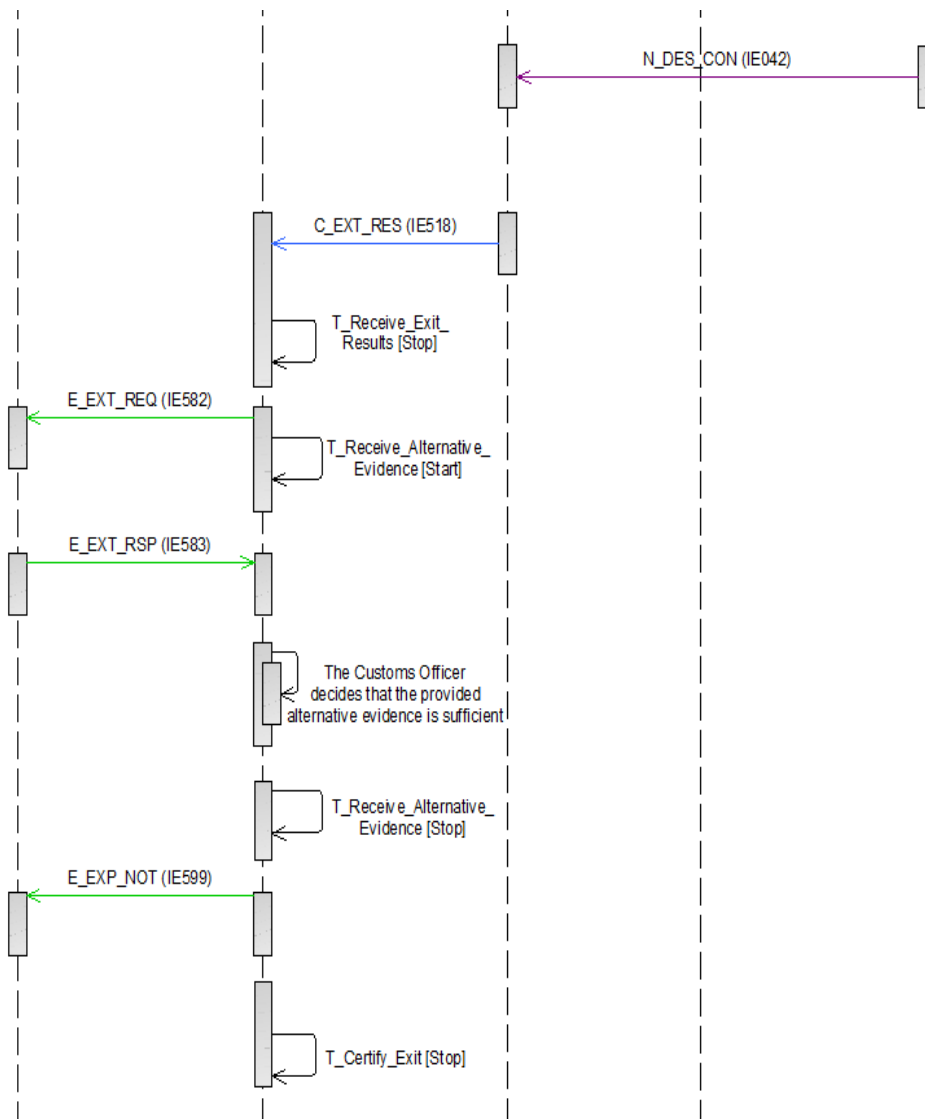 N_DES_CON (IE042)
C_EXT_RES (IE518)
T_Receive_Exit_
Results [Stop]
E_EXT_REQ (IE582)
T_Receive_Alternative_
Evidence [Start]
E_EXT_RSP (IE583)
The Customs Officer
decides that the provided
alternative evidence is sufficient
T_Receive_Alternative_
Evidence [Stop]
E_EXP_NOT (IE599)
T_Certify_Exit [Stop]